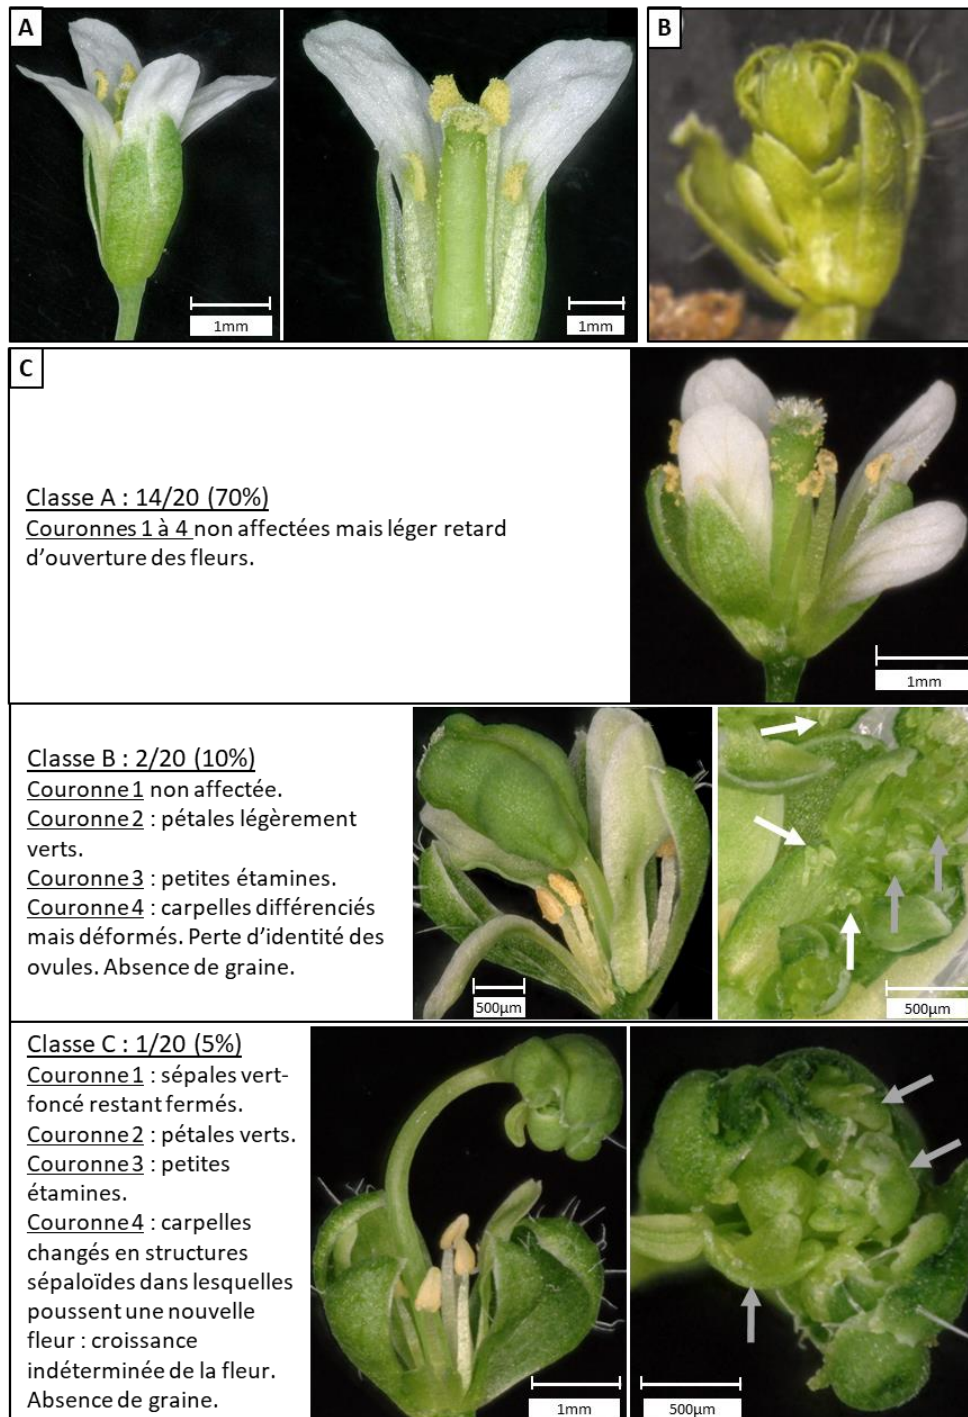 A
B
1mm
1mm
C
Classe A : 14/20 (70%)
Couronnes 1 à 4 non affectées mais léger retard
d’ouverture des fleurs.
1mm
Classe B : 2/20 (10%)
Couronne 1 non affectée.
Couronne 2 : pétales légèrement
verts.
Couronne 3 : petites étamines.
Couronne 4 : carpelles différenciés
mais déformés. Perte d’identité des
ovules. Absence de graine.
500µm
500µm
Classe C : 1/20 (5%)
Couronne 1 : sépales vert-
foncé restant fermés.
Couronne 2 : pétales verts.
Couronne 3 : petites
étamines.
Couronne 4 : carpelles
changés en structures
sépaloïdes dans lesquelles
poussent une nouvelle
fleur : croissance
indéterminée de la fleur.
Absence de graine.
1mm
500µm